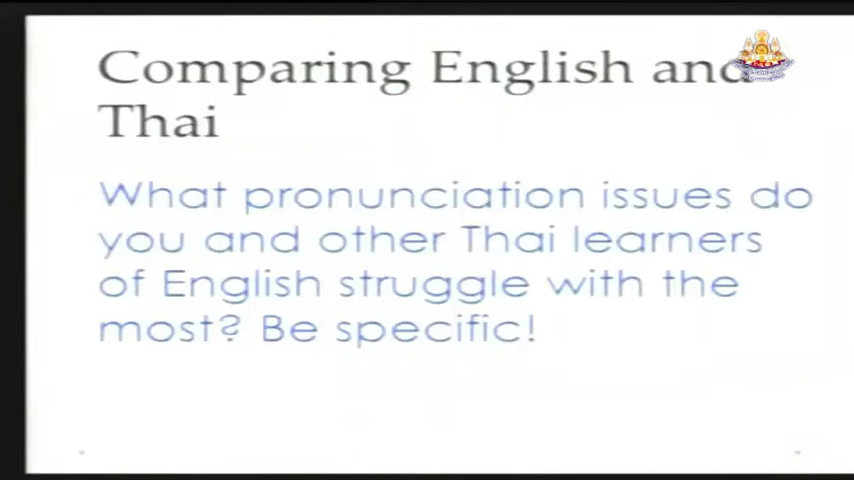 Comparing English and
Thai
What pronunciation issues do
you and other Thai learners
of English struggle with the
most? Be specific!